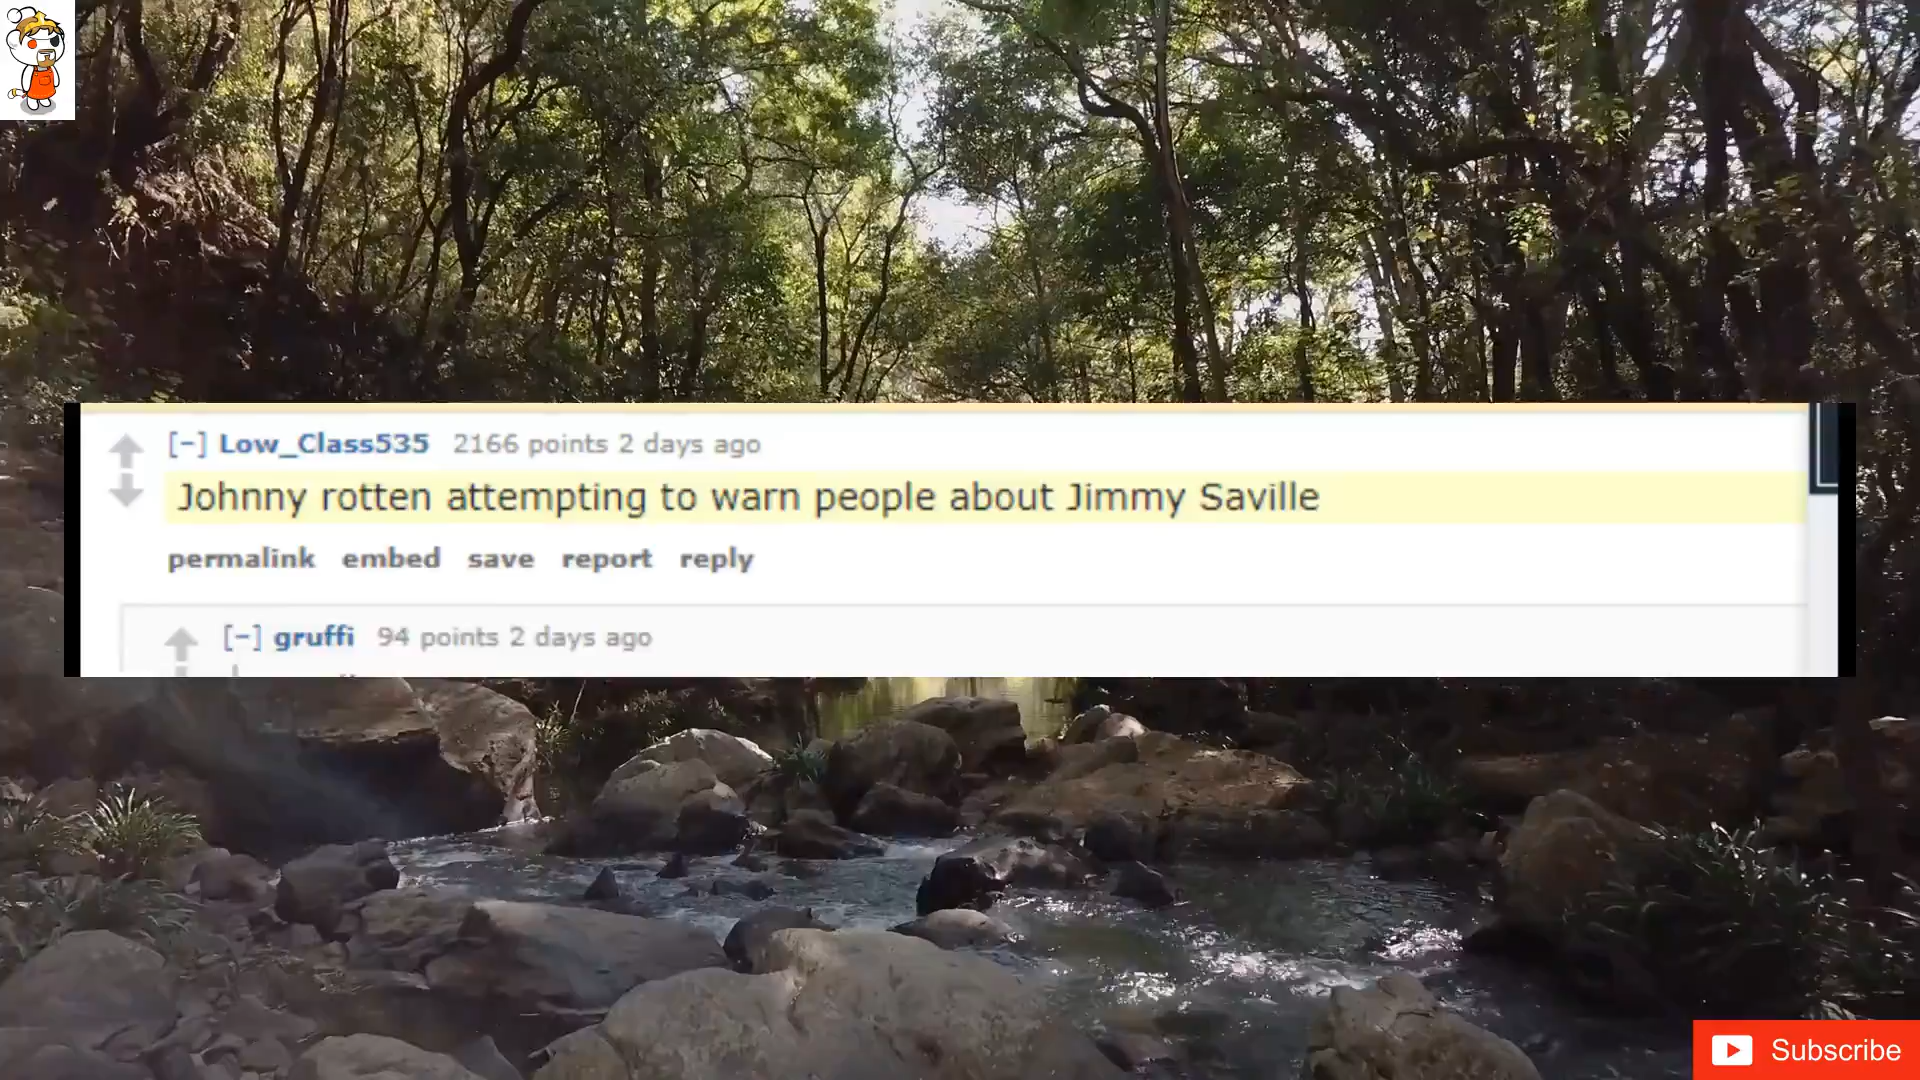 [-] Low_Class535 2166 points 2 days ago
Johnny rotten attempting to warn people about Jimmy Saville
permalink embed save report reply
[-] gruffi 94 points 2 days ago
Subscribe